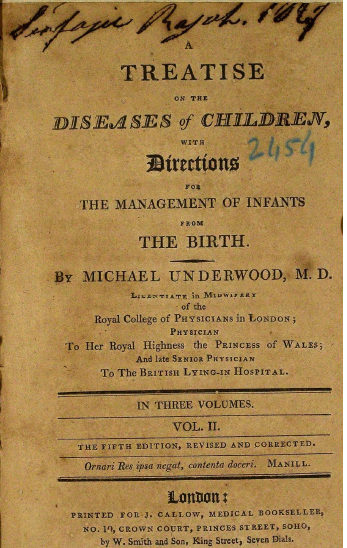 A
TREATISE
ON THE
DISEASES of CHILDREN,
WITH
Directions 2454
FOR
THE MANAGEMENT OF INFANTS
FROM
THE BIRTH.
BY MICHAEL UNDERWOOD, M. D.
LICENTIATE in MIDWIFERY
of the
Royal College of PHYSICIANS in LONDON;
PHYSICIAN
To Her Royal Highness the PRINCESS OF WALES;
And late SENIOR PHYSICIAN
To THE BRITISH LYING-IN HOSPITAL.
IN THREE VOLUMES.
VOL. II.
THE FIFTH EDITION, REVISED AND CORRECTED.
Ornari Res ipsa negat, contenta doceri. MANILL.
London:
PRINTED FOR J. CALLOW, MEDICAL BOOKSELLER,
NO. 10, CROWN COURT, PRINCES STREET, SOHO,
by W. Smith and Son, King Street, Seven Dials.